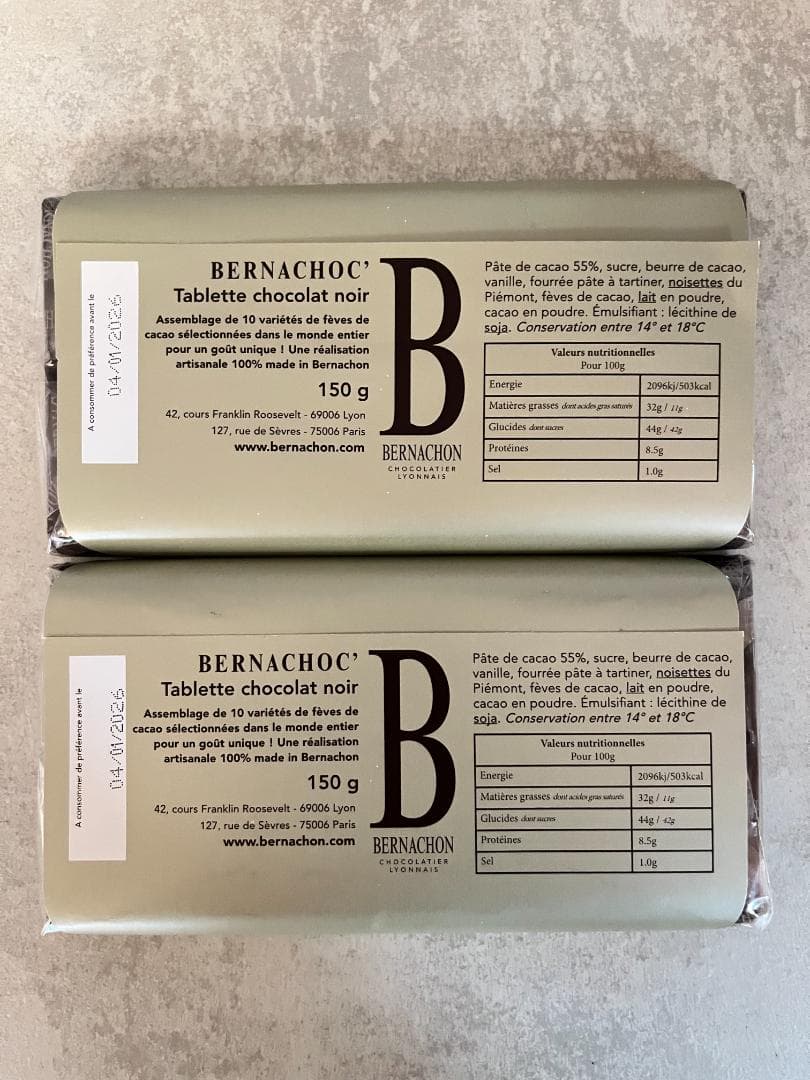 A consommer de préférence avant le
04/01/2026
BERNACHOC’
Tablette chocolat noir
Assemblage de 10 variétés de fèves de
cacao sélectionnées dans le monde entier
pour un goût unique ! Une réalisation
artisanale 100% made in Bernachon
150 g
42, cours Franklin Roosevelt - 69006 Lyon
127, rue de Sèvres - 75006 Paris
www.bernachon.com
B
BERNACHON
CHOCOLATIER
LYONNAIS
Pâte de cacao 55%, sucre, beurre de cacao,
vanille, fourrée pâte à tartiner, noisettes du
Piémont, fèves de cacao, lait en poudre,
cacao en poudre. Émulsifiant : lécithine de
soja. Conservation entre 14° et 18°C
Valeurs nutritionnelles
Pour 100g
Energie 2096kj/503kcal
Matières grasses dont acides gras saturés 32g / 11g
Glucides dont sucres 44g / 42g
Protéines 8.5g
Sel 1.0g
A consommer de préférence avant le
04/01/2026
BERNACHOC’
Tablette chocolat noir
Assemblage de 10 variétés de fèves de
cacao sélectionnées dans le monde entier
pour un goût unique ! Une réalisation
artisanale 100% made in Bernachon
150 g
42, cours Franklin Roosevelt - 69006 Lyon
127, rue de Sèvres - 75006 Paris
www.bernachon.com
B
BERNACHON
CHOCOLATIER
LYONNAIS
Pâte de cacao 55%, sucre, beurre de cacao,
vanille, fourrée pâte à tartiner, noisettes du
Piémont, fèves de cacao, lait en poudre,
cacao en poudre. Émulsifiant : lécithine de
soja. Conservation entre 14° et 18°C
Valeurs nutritionnelles
Pour 100g
Energie 2096kj/503kcal
Matières grasses dont acides gras saturés 32g / 11g
Glucides dont sucres 44g / 42g
Protéines 8.5g
Sel 1.0g